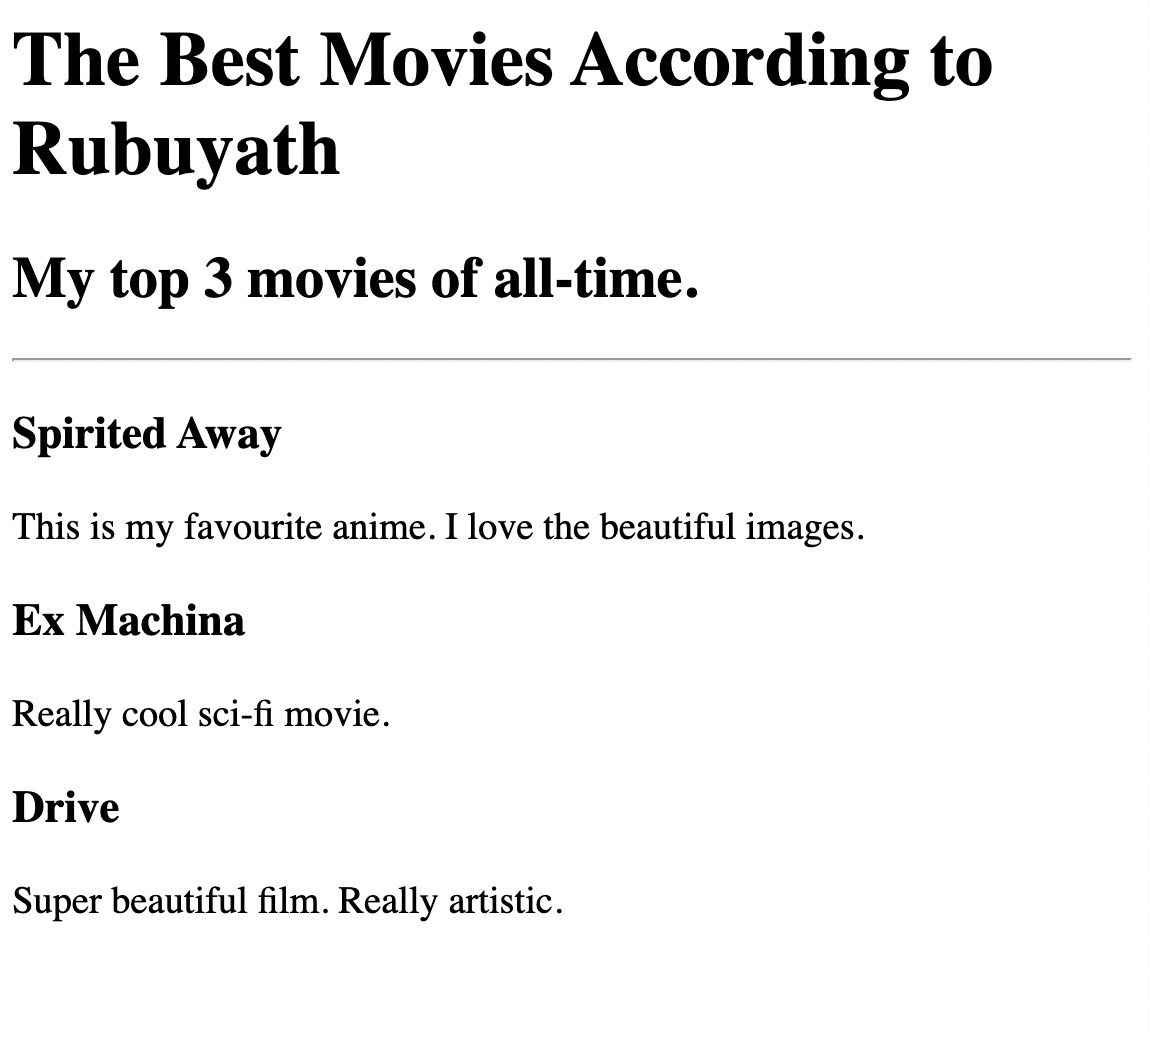 The Best Movies According to
Rubuyath
My top 3 movies of all-time.
Spirited Away
This is my favourite anime. I love the beautiful images.
Ex Machina
Really cool sci-fi movie.
Drive
Super beautiful film. Really artistic.